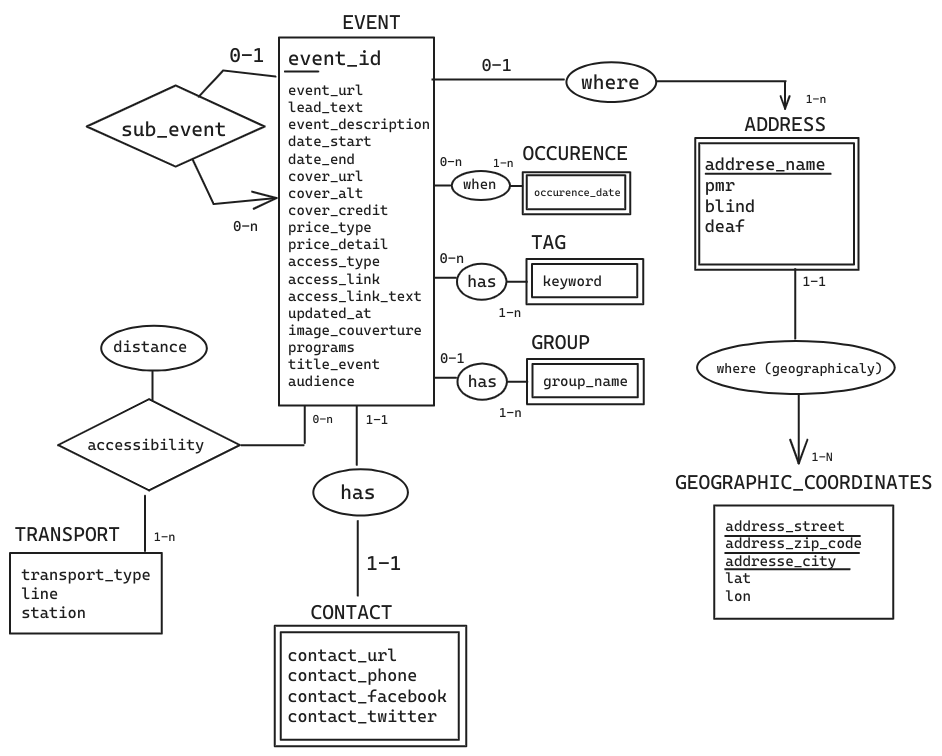 EVENT
0-1
event_id
event_url
lead_text
event_description
date_start
date_end
cover_url
cover_alt
cover_credit
price_type
price_detail
access_type
access_link
access_link_text
updated_at
image_couverture
programs
title_event
audience
sub_event
0-n
0-1
where
1-n
ADDRESS
addrese_name
pmr
blind
deaf
0-n
when
1-n
OCCURENCE
occurence_date
0-n
has
1-n
TAG
keyword
0-1
has
1-n
GROUP
group_name
1-1
where (geographicaly)
1-N
GEOGRAPHIC_COORDINATES
address_street
address_zip_code
addresse_city
lat
lon
distance
accessibility
0-n
1-n
TRANSPORT
transport_type
line
station
1-1
has
1-1
CONTACT
contact_url
contact_phone
contact_facebook
contact_twitter